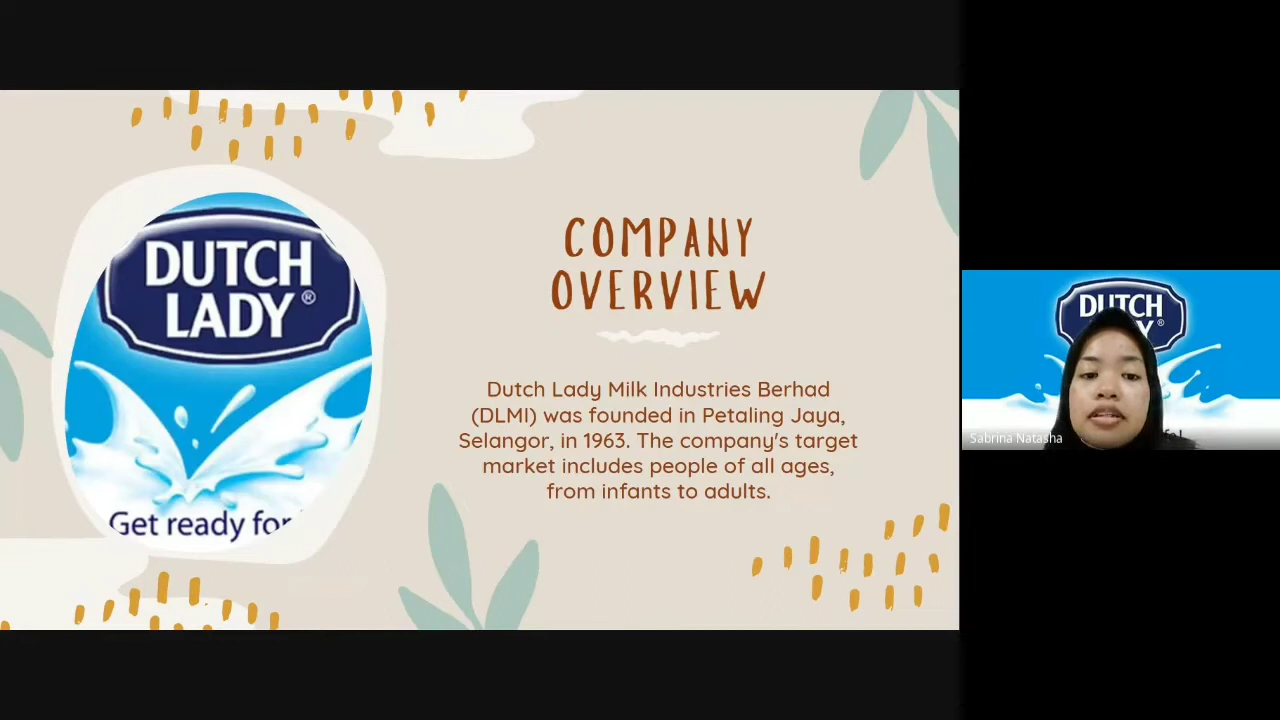 DUTCH
LADY®
Get ready for
COMPANY
OVERVIEW
Dutch Lady Milk Industries Berhad
(DLMI) was founded in Petaling Jaya,
Selangor, in 1963. The company's target
market includes people of all ages,
from infants to adults.
DUTCH
Sabrina Natasha